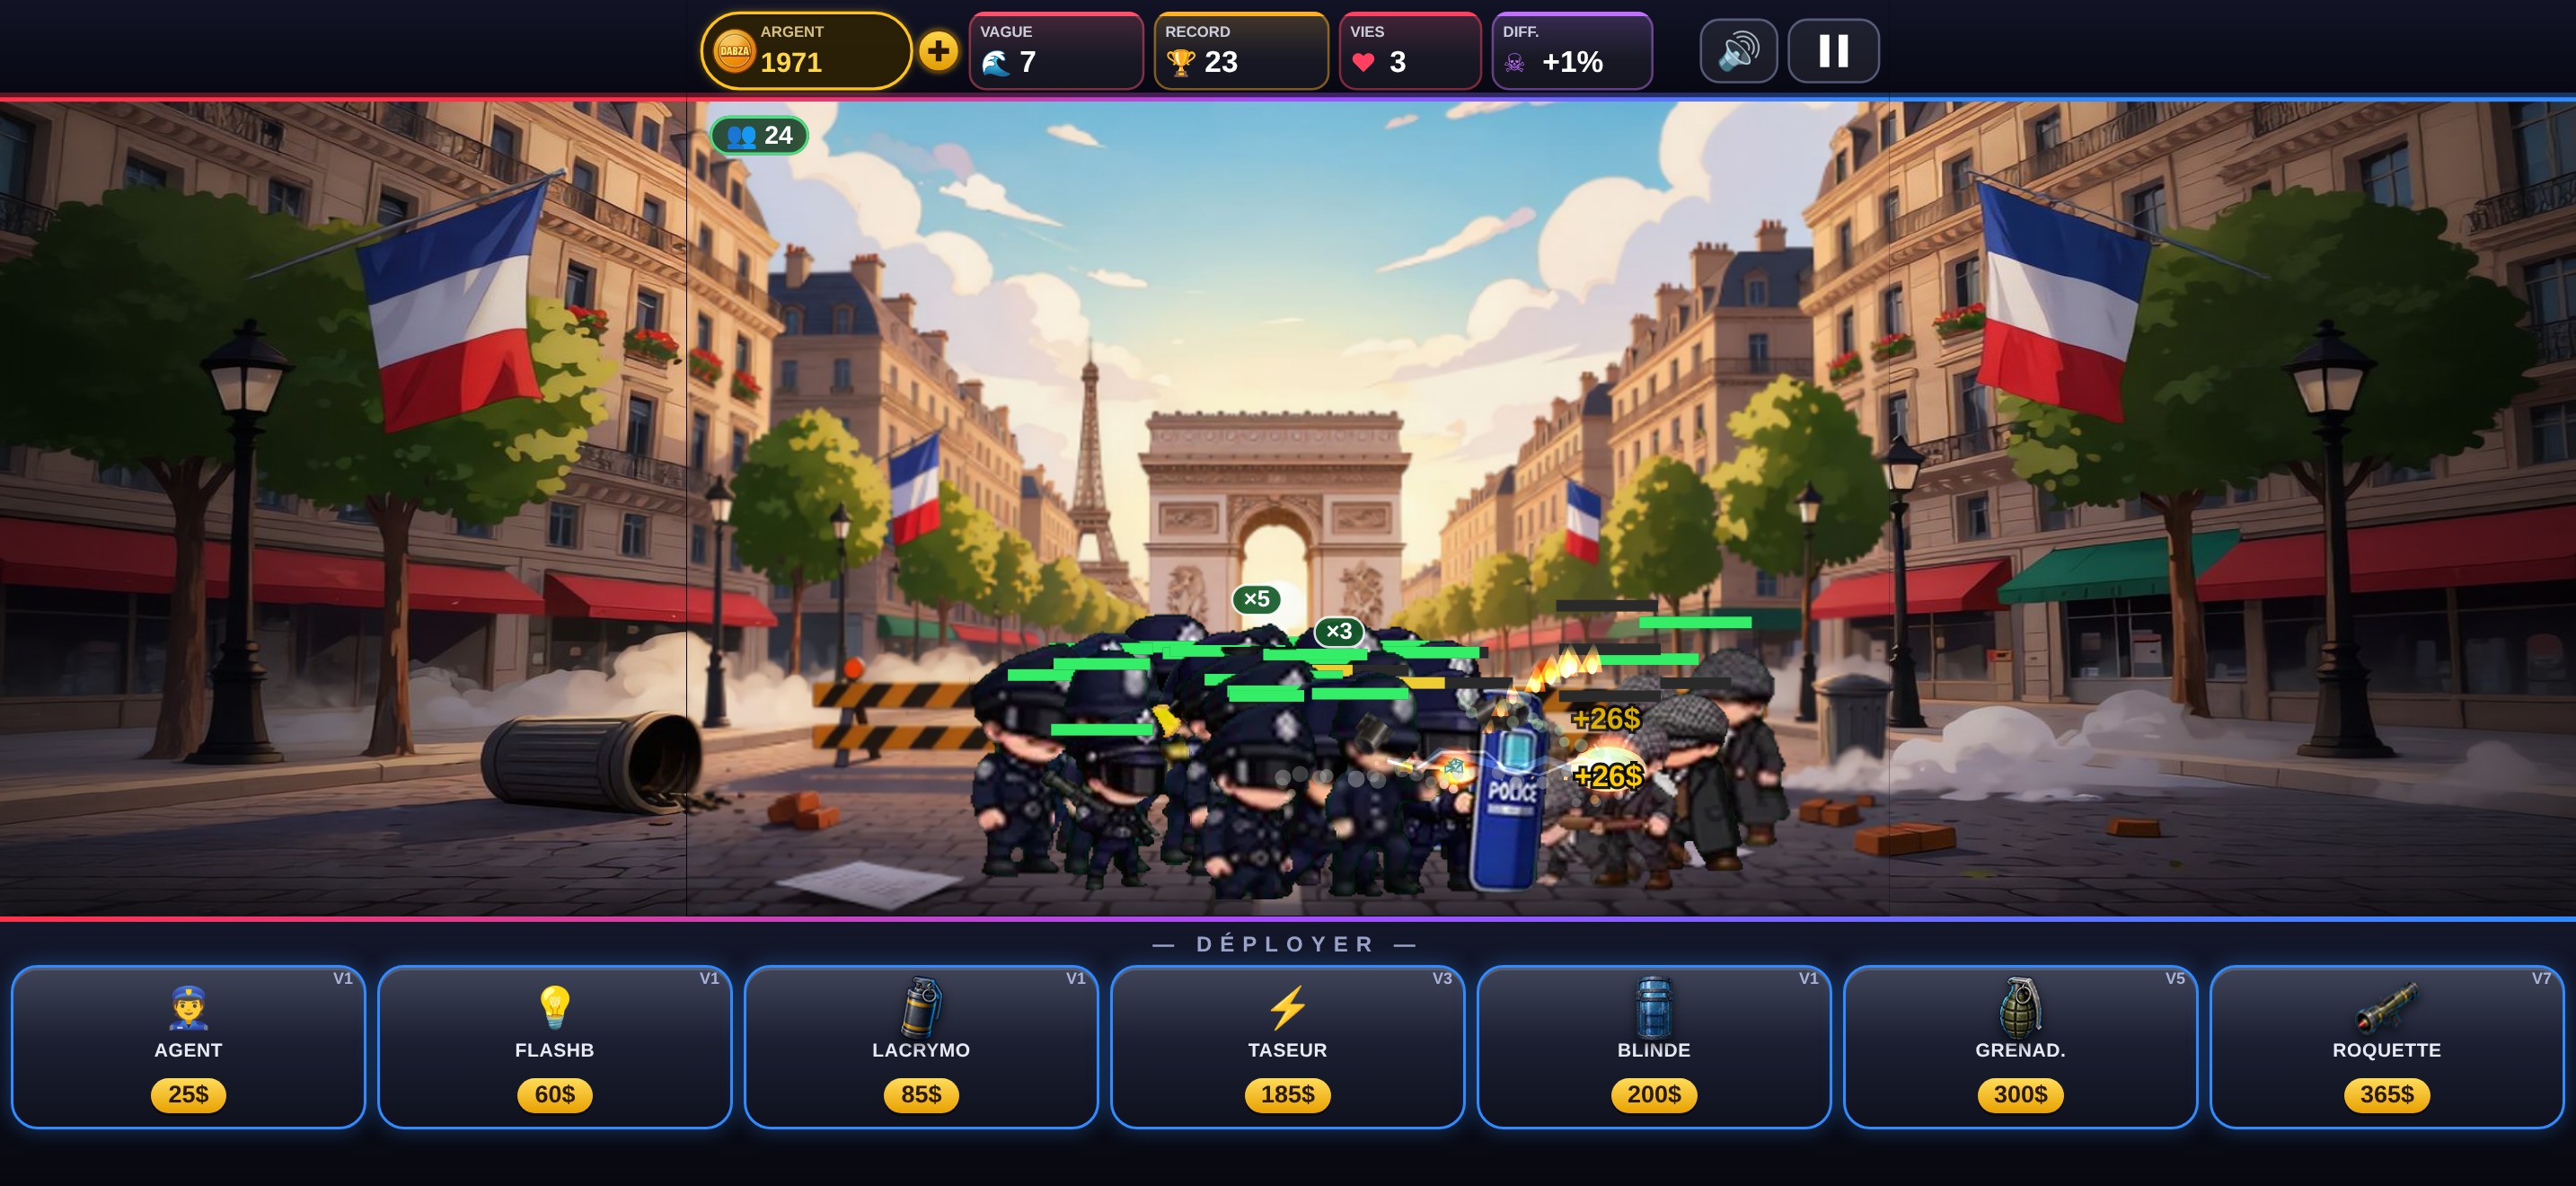 ARGENT
DABZA
1971
VAGUE
7
RECORD
23
VIES
3
DIFF.
+1%
24
×5
×3
+26$
+26$
POLICE
— DÉPLOYER —
V1
AGENT
25$
V1
FLASHB
60$
V1
LACRYMO
85$
V3
TASEUR
185$
V1
BLINDE
200$
V5
GRENAD.
300$
V7
ROQUETTE
365$